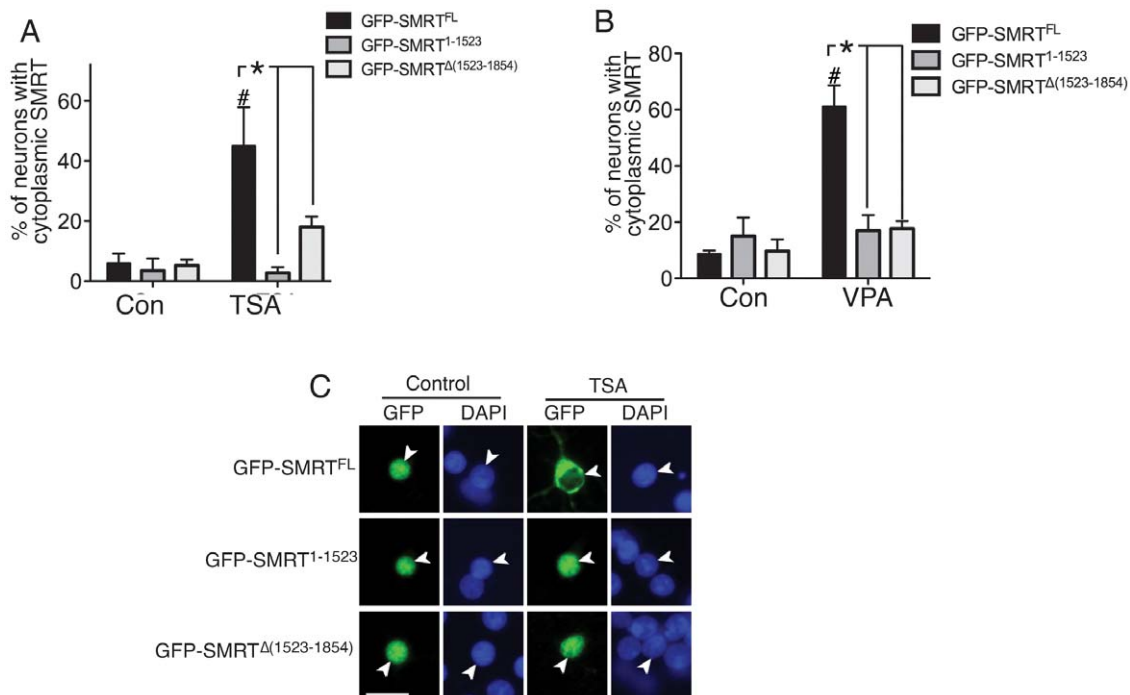 A
GFP-SMRT^FL
GFP-SMRT^1-1523
GFP-SMRT^Δ(1523-1854)
% of neurons with
cytoplasmic SMRT
60
40
20
0
*
#
Con
TSA
B
GFP-SMRT^FL
GFP-SMRT^1-1523
GFP-SMRT^Δ(1523-1854)
% of neurons with
cytoplasmic SMRT
80
60
40
20
0
*
#
Con
VPA
C
Control
TSA
GFP
DAPI
GFP
DAPI
GFP-SMRT^FL
GFP-SMRT^1-1523
GFP-SMRT^Δ(1523-1854)